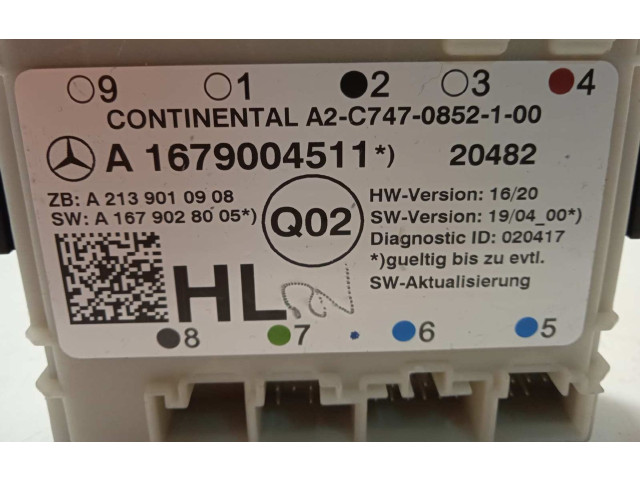 9 1 2 3 4
CONTINENTAL A2-C747-0852-1-00
A 1679004511*) 20482
ZB: A 213 901 09 08
SW: A 167 902 80 05*)
Q02
HW-Version: 16/20
SW-Version: 19/04_00*)
Diagnostic ID: 020417
*)gueltig bis zu evtl.
SW-Aktualisierung
HL
8 7 6 5